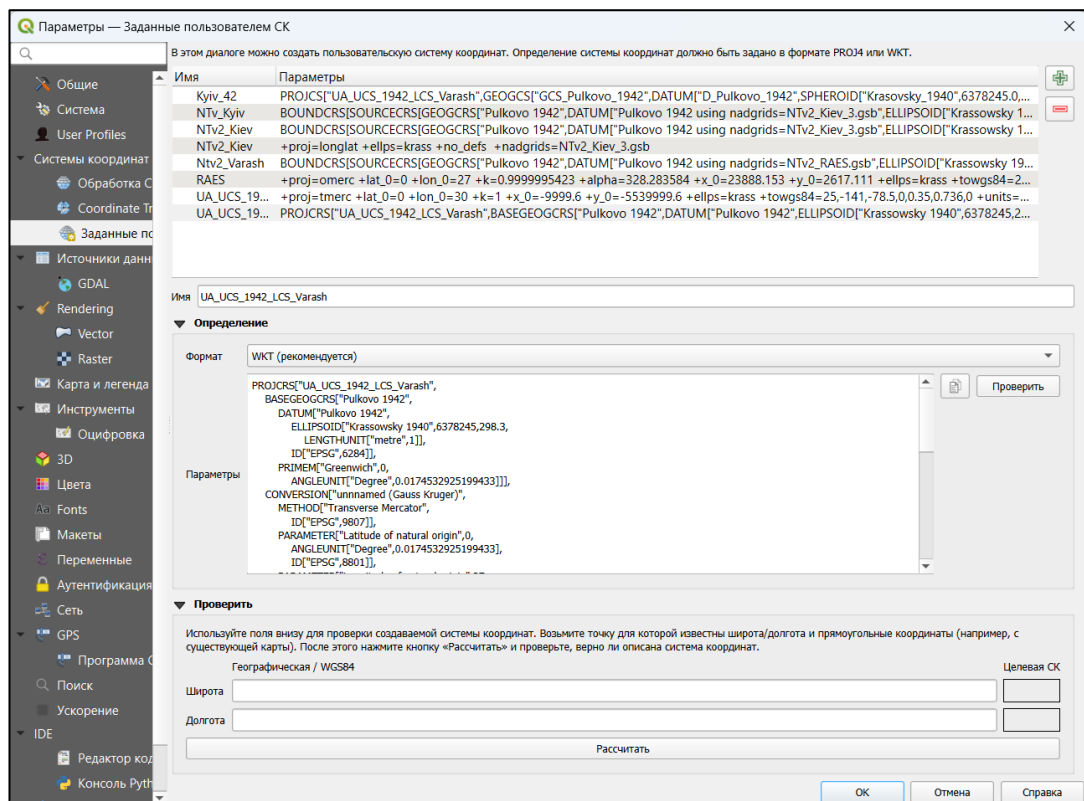 Параметры — Заданные пользователем СК
В этом диалоге можно создать пользовательскую систему координат. Определение системы координат должно быть задано в формате PROJ4 или WKT.
Общие
Система
User Profiles
Системы координат
Обработка С
Coordinate Tr
Заданные по
Источники данн
GDAL
Rendering
Vector
Raster
Карта и легенда
Инструменты
Оцифровка
3D
Цвета
Fonts
Макеты
Переменные
Аутентификация
Сеть
GPS
Программа G
Поиск
Ускорение
IDE
Редактор код
Консоль Pyth
Имя Параметры
Kyiv_42 PROJCS["UA_UCS_1942_LCS_Varash",GEOGCS["GCS_Pulkovo_1942",DATUM["D_Pulkovo_1942",SPHEROID["Krasovsky_1940",6378245.0,...
NTv_Kyiv BOUNDCRS[SOURCECRS[GEOGCRS["Pulkovo 1942",DATUM["Pulkovo 1942 using nadgrids=NTv2_Kiev_3.gsb",ELLIPSOID["Krassowsky 1...
NTv2_Kiev BOUNDCRS[SOURCECRS[GEOGCRS["Pulkovo 1942",DATUM["Pulkovo 1942 using nadgrids=NTv2_Kiev_3.gsb",ELLIPSOID["Krassowsky 1...
NTv2_Kiev +proj=longlat +ellps=krass +no_defs +nadgrids=NTv2_Kiev_3.gsb
Ntv2_Varash BOUNDCRS[SOURCECRS[GEOGCRS["Pulkovo 1942",DATUM["Pulkovo 1942 using nadgrids=NTv2_RAES.gsb",ELLIPSOID["Krassowsky 19...
RAES +proj=omerc +lat_0=0 +lon_0=27 +k=0.9999995423 +alpha=328.283584 +x_0=23888.153 +y_0=2617.111 +ellps=krass +towgs84=2...
UA_UCS_19... +proj=tmerc +lat_0=0 +lon_0=30 +k=1 +x_0=-9999.6 +y_0=-5539999.6 +ellps=krass +towgs84=25,-141,-78.5,0,0.35,0.736,0 +units=...
UA_UCS_19... PROJCRS["UA_UCS_1942_LCS_Varash",BASEGEOGCRS["Pulkovo 1942",DATUM["Pulkovo 1942",ELLIPSOID["Krassowsky 1940",6378245,2...
Имя UA_UCS_1942_LCS_Varash
Определение
Формат WKT (рекомендуется)
Параметры
PROJCRS["UA_UCS_1942_LCS_Varash",
BASEGEOGCRS["Pulkovo 1942",
DATUM["Pulkovo 1942",
ELLIPSOID["Krassowsky 1940",6378245,298.3,
LENGTHUNIT["metre",1]],
ID["EPSG",6284]],
PRIMEM["Greenwich",0,
ANGLEUNIT["Degree",0.0174532925199433]]],
CONVERSION["unnnamed (Gauss Kruger)",
METHOD["Transverse Mercator",
ID["EPSG",9807]],
PARAMETER["Latitude of natural origin",0,
ANGLEUNIT["Degree",0.0174532925199433],
ID["EPSG",8801]],
Проверить
Проверить
Используйте поля внизу для проверки создаваемой системы координат. Возьмите точку для которой известны широта/долгота и прямоугольные координаты (например, с
существующей карты). После этого нажмите кнопку «Рассчитать» и проверьте, верно ли описана система координат.
Географическая / WGS84 Целевая СК
Широта
Долгота
Рассчитать
ОК Отмена Справка